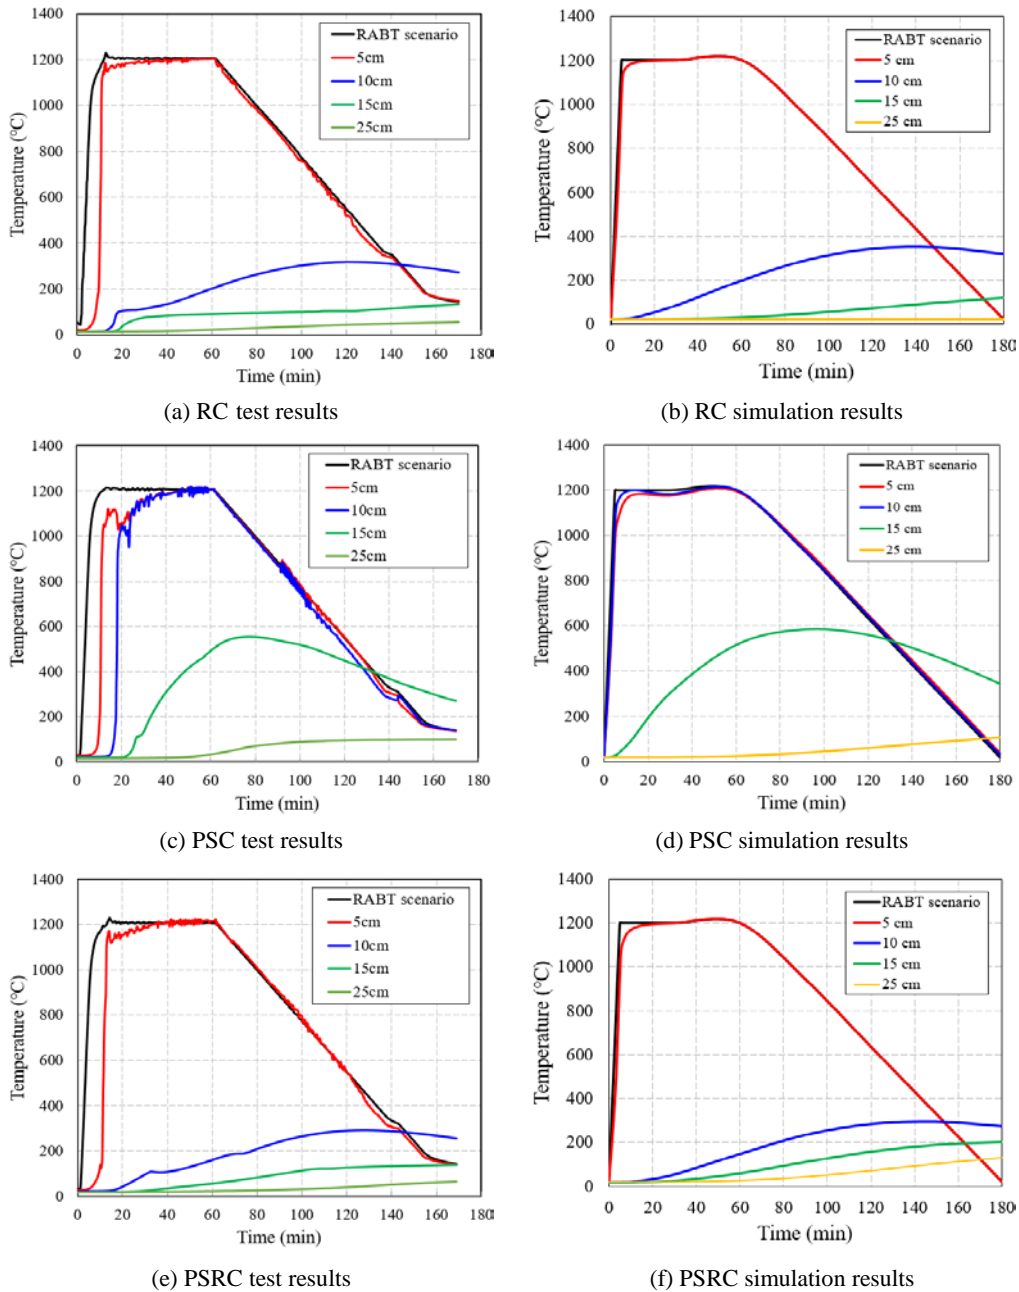 1400
1200
1000
800
600
400
200
0
Temperature (°C)
RABT scenario
5cm
10cm
15cm
25cm
0 20 40 60 80 100 120 140 160 180
Time (min)
(a) RC test results
1400
1200
1000
800
600
400
200
0
Temperature (°C)
RABT scenario
5 cm
10 cm
15 cm
25 cm
0 20 40 60 80 100 120 140 160 180
Time (min)
(b) RC simulation results
1400
1200
1000
800
600
400
200
0
Temperature (°C)
RABT scenario
5cm
10cm
15cm
25cm
0 20 40 60 80 100 120 140 160 180
Time (min)
(c) PSC test results
1400
1200
1000
800
600
400
200
0
Temperature (°C)
RABT scenario
5 cm
10 cm
15 cm
25 cm
0 20 40 60 80 100 120 140 160 180
Time (min)
(d) PSC simulation results
1400
1200
1000
800
600
400
200
0
Temperature (°C)
RABT scenario
5cm
10cm
15cm
25cm
0 20 40 60 80 100 120 140 160 180
Time (min)
(e) PSRC test results
1400
1200
1000
800
600
400
200
0
Temperature (°C)
RABT scenario
5 cm
10 cm
15 cm
25 cm
0 20 40 60 80 100 120 140 160 180
Time (min)
(f) PSRC simulation results